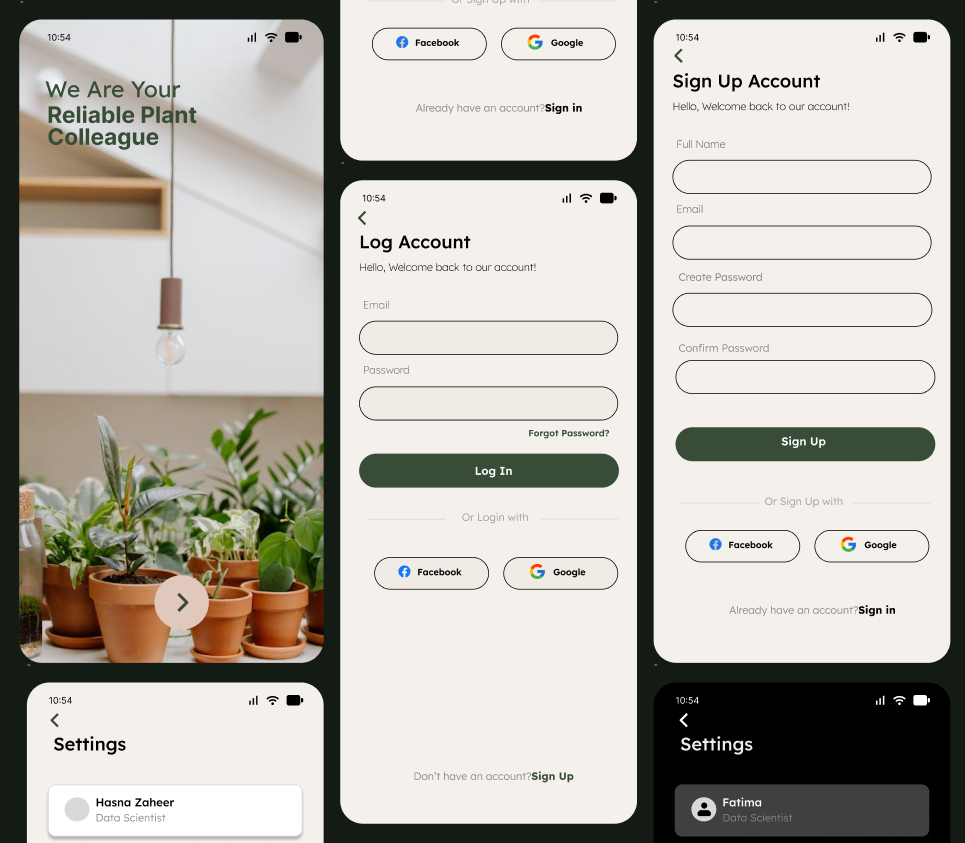 10:54
We Are Your
Reliable Plant
Colleague
10:54
Settings
Hasna Zaheer
Data Scientist
Or Sign Up with
Facebook
Google
Already have an account?Sign in
10:54
Log Account
Hello, Welcome back to our account!
Email
Password
Forgot Password?
Log In
Or Login with
Facebook
Google
Don't have an account?Sign Up
10:54
Sign Up Account
Hello, Welcome back to our account!
Full Name
Email
Create Password
Confirm Password
Sign Up
Or Sign Up with
Facebook
Google
Already have an account?Sign in
10:54
Settings
Fatima
Data Scientist